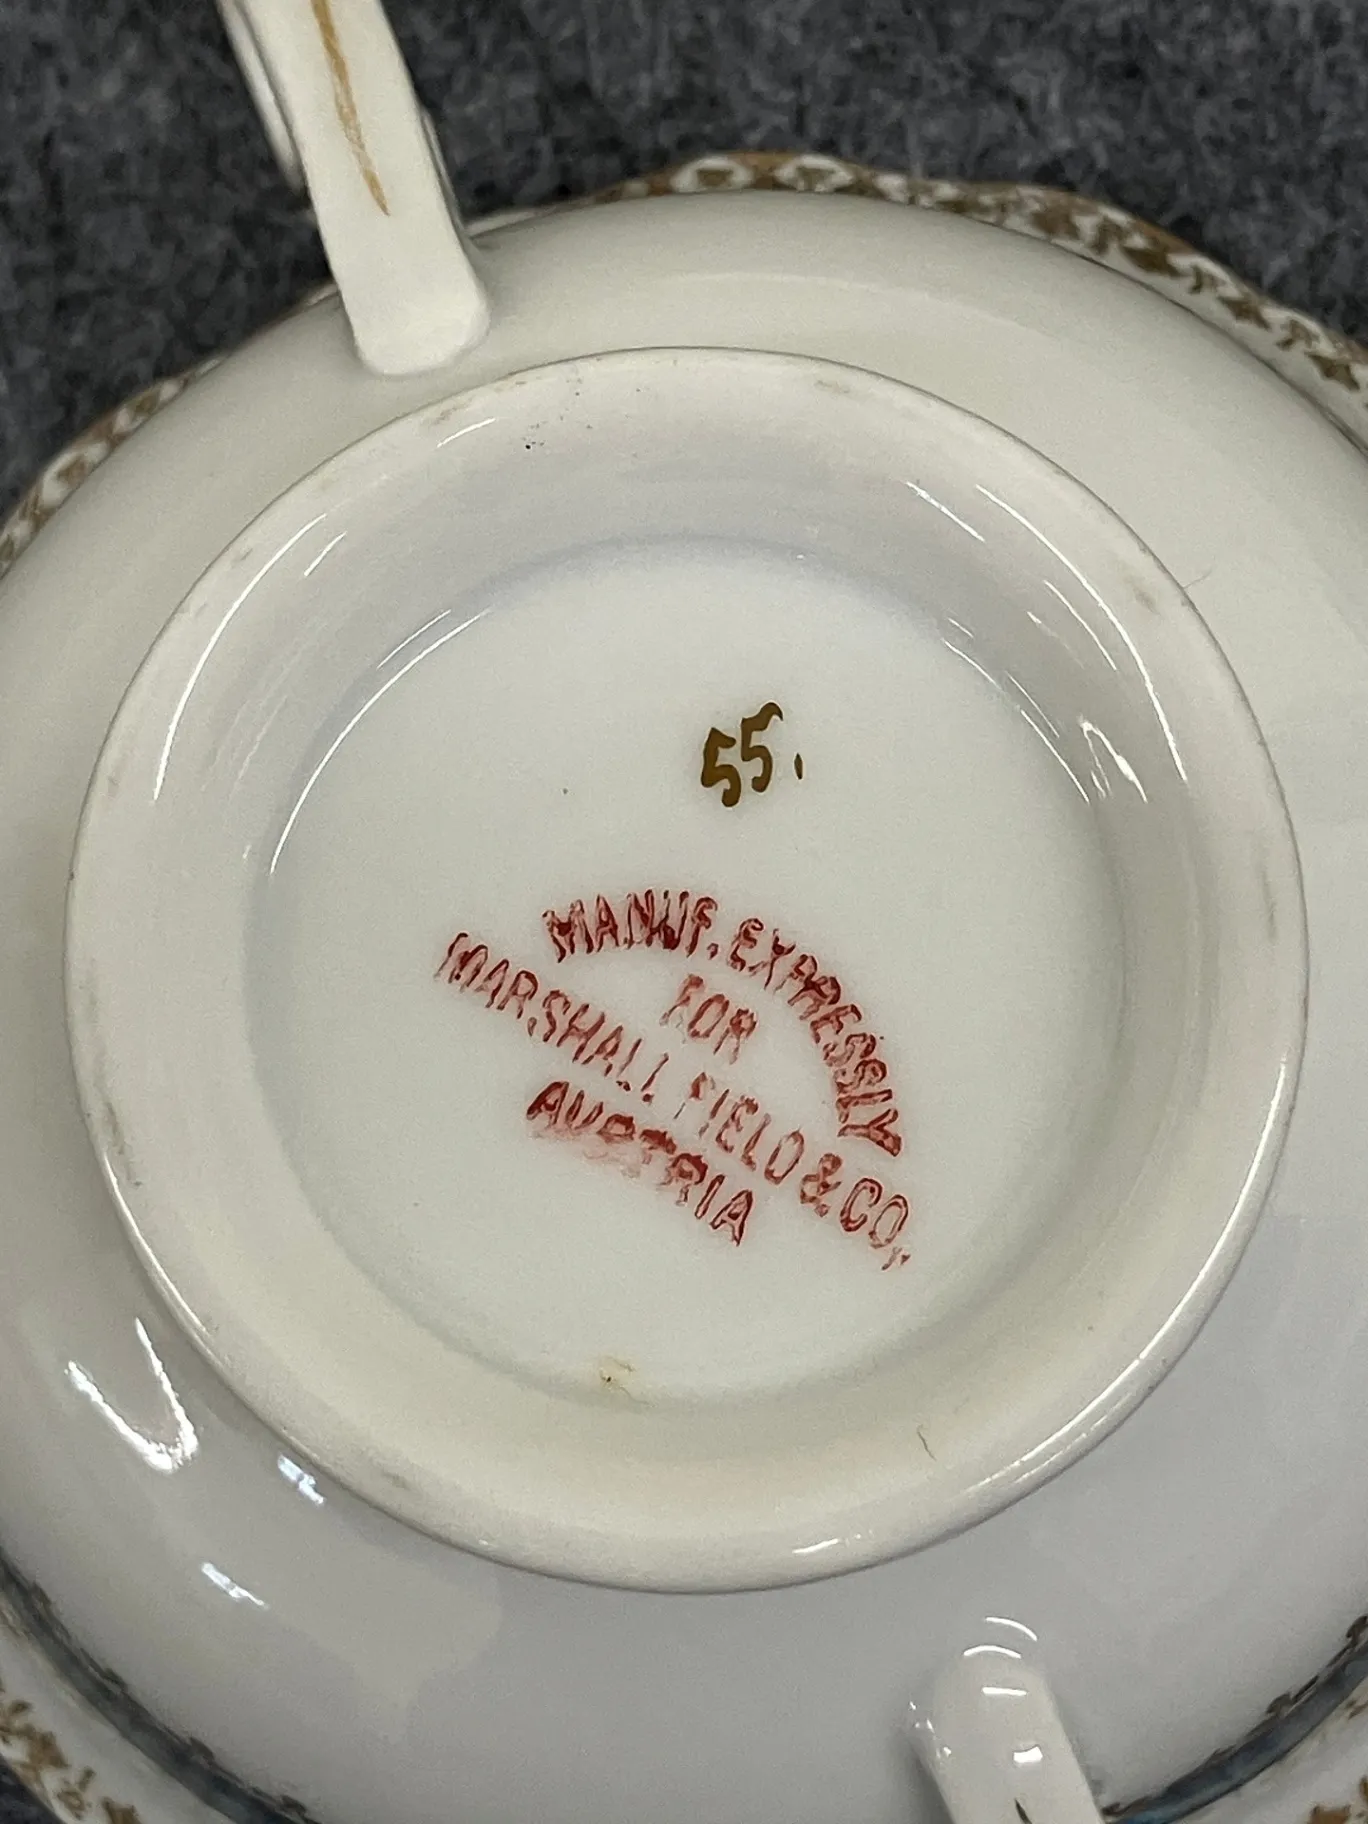 55.
MANUF. EXPRESSLY
FOR
MARSHALL FIELD & CO.,
AUSTRIA